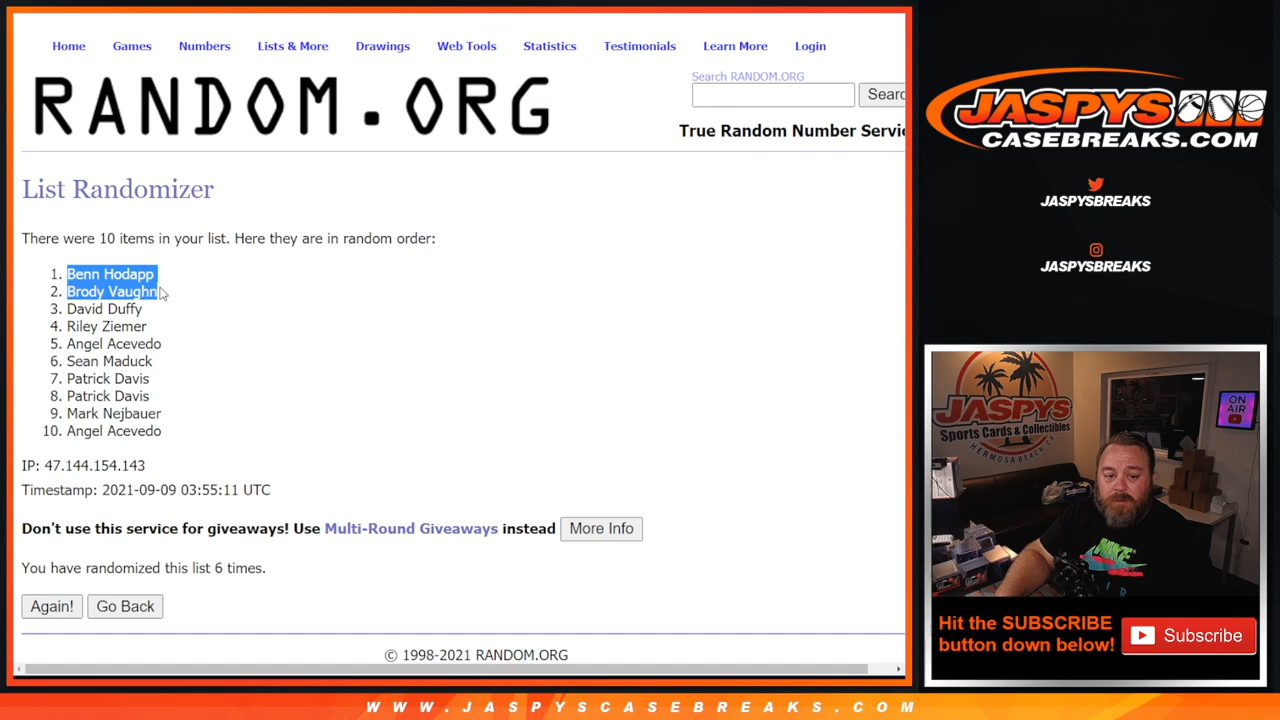 Home Games Numbers Lists & More Drawings Web Tools Statistics Testimonials Learn More Login
RANDOM.ORG
Search RANDOM.ORG
Searc
True Random Number Servic
List Randomizer
There were 10 items in your list. Here they are in random order:
1. Benn Hodapp
2. Brody Vaughn
3. David Duffy
4. Riley Ziemer
5. Angel Acevedo
6. Sean Maduck
7. Patrick Davis
8. Patrick Davis
9. Mark Nejbauer
10. Angel Acevedo
IP: 47.144.154.143
Timestamp: 2021-09-09 03:55:11 UTC
Don't use this service for giveaways! Use Multi-Round Giveaways instead More Info
You have randomized this list 6 times.
Again! Go Back
© 1998-2021 RANDOM.ORG
JASPYS
CASEBREAKS.COM
JASPYSBREAKS
JASPYSBREAKS
JASPYS
Sports Cards & Collectibles
HERMOSA BEACH, CA
ON
AIR
Hit the SUBSCRIBE
button down below!
Subscribe
WWW.JASPYSCASEBREAKS.COM